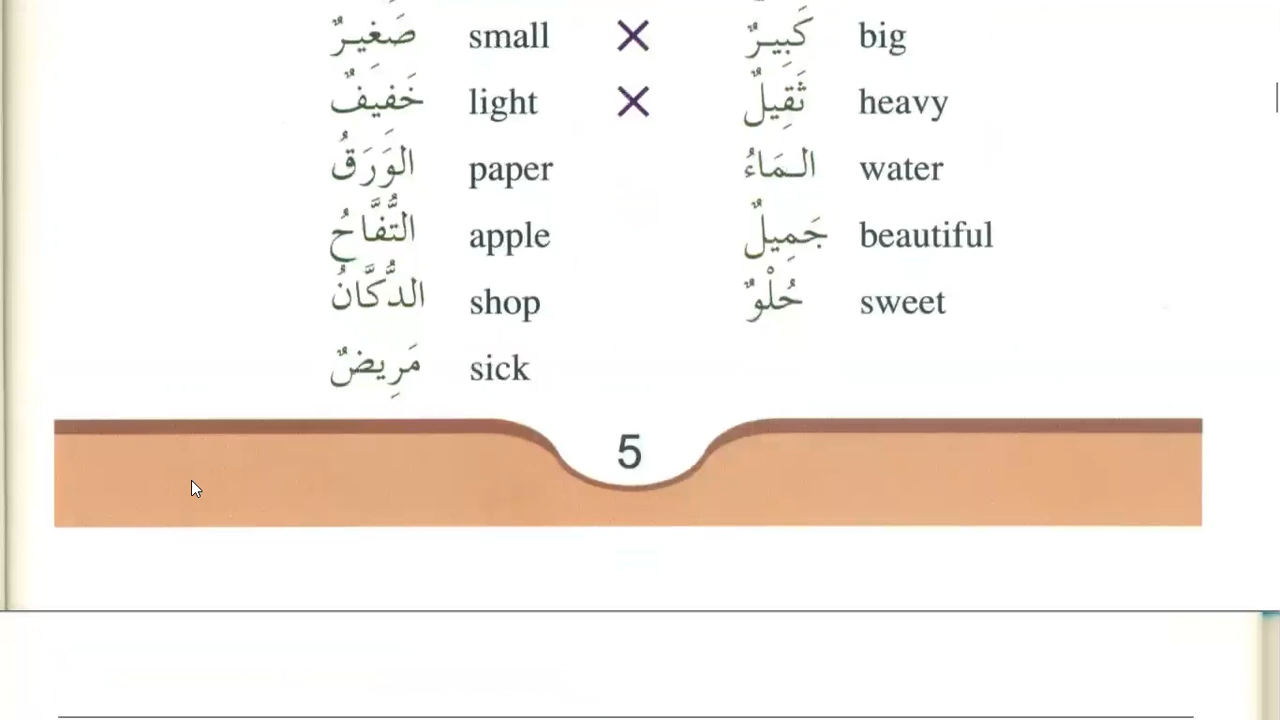 صَغِيرٌ small × كَبِيرٌ big
خَفِيفٌ light × ثَقِيلٌ heavy
الوَرَقُ paper المَاءُ water
التُّفَّاحُ apple جَمِيلٌ beautiful
الدُّكَّانُ shop حُلْوٌ sweet
مَرِيضٌ sick
5